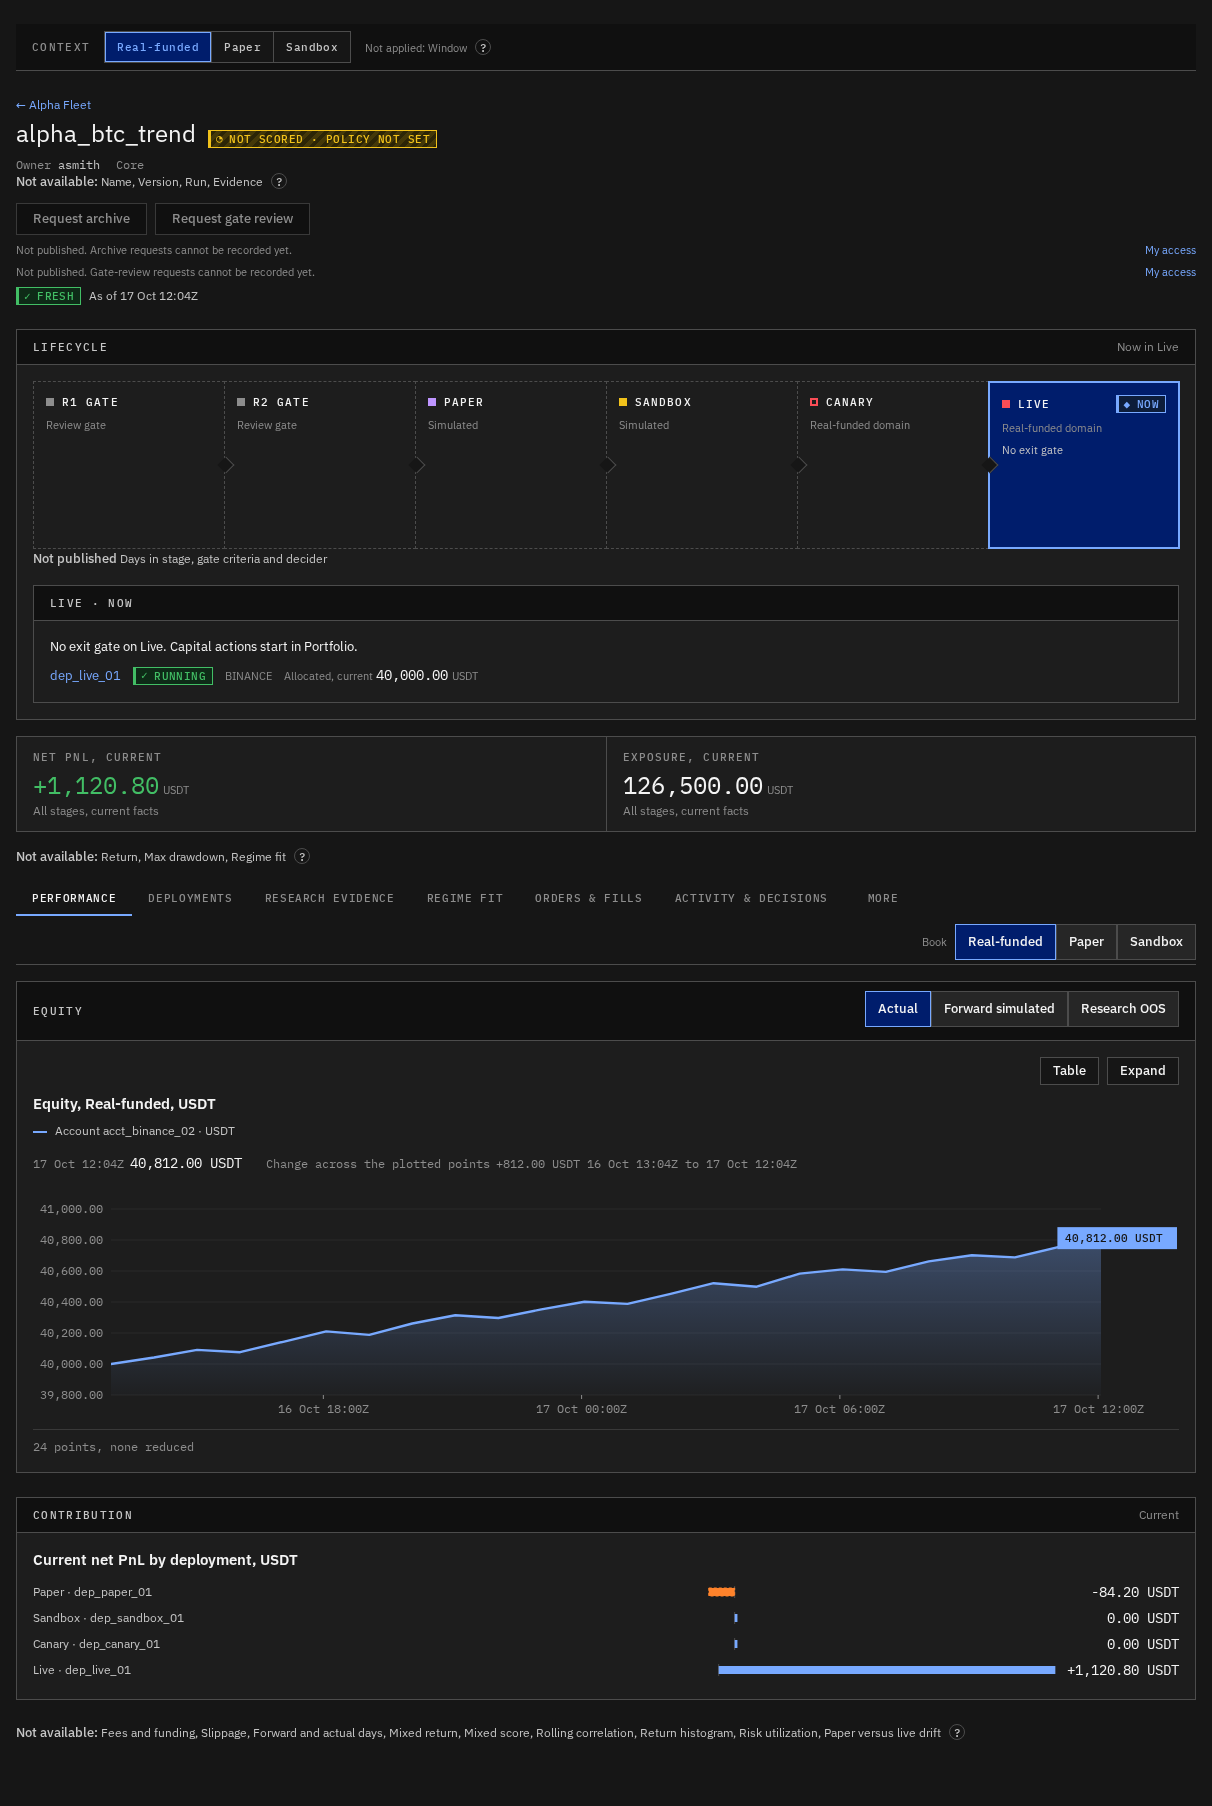 CONTEXT Real-funded Paper Sandbox Not applied: Window ?
← Alpha Fleet
alpha_btc_trend NOT SCORED · POLICY NOT SET
Owner asmith Core
Not available: Name, Version, Run, Evidence ?
Request archive Request gate review
Not published. Archive requests cannot be recorded yet. My access
Not published. Gate-review requests cannot be recorded yet. My access
✓ FRESH As of 17 Oct 12:04Z
LIFECYCLE Now in Live
R1 GATE R2 GATE PAPER SANDBOX CANARY LIVE ◆ NOW
Review gate Review gate Simulated Simulated Real-funded domain Real-funded domain
No exit gate
Not published Days in stage, gate criteria and decider
LIVE · NOW
No exit gate on Live. Capital actions start in Portfolio.
dep_live_01 ✓ RUNNING BINANCE Allocated, current 40,000.00 USDT
NET PNL, CURRENT EXPOSURE, CURRENT
+1,120.80 USDT 126,500.00 USDT
All stages, current facts All stages, current facts
Not available: Return, Max drawdown, Regime fit ?
PERFORMANCE DEPLOYMENTS RESEARCH EVIDENCE REGIME FIT ORDERS & FILLS ACTIVITY & DECISIONS MORE
Book Real-funded Paper Sandbox
EQUITY Actual Forward simulated Research OOS
Table Expand
Equity, Real-funded, USDT
Account acct_binance_02 · USDT
17 Oct 12:04Z 40,812.00 USDT Change across the plotted points +812.00 USDT 16 Oct 13:04Z to 17 Oct 12:04Z
41,000.00
40,800.00 40,812.00 USDT
40,600.00
40,400.00
40,200.00
40,000.00
39,800.00
16 Oct 18:00Z 17 Oct 00:00Z 17 Oct 06:00Z 17 Oct 12:00Z
24 points, none reduced
CONTRIBUTION Current
Current net PnL by deployment, USDT
Paper · dep_paper_01 -84.20 USDT
Sandbox · dep_sandbox_01 0.00 USDT
Canary · dep_canary_01 0.00 USDT
Live · dep_live_01 +1,120.80 USDT
Not available: Fees and funding, Slippage, Forward and actual days, Mixed return, Mixed score, Rolling correlation, Return histogram, Risk utilization, Paper versus live drift ?